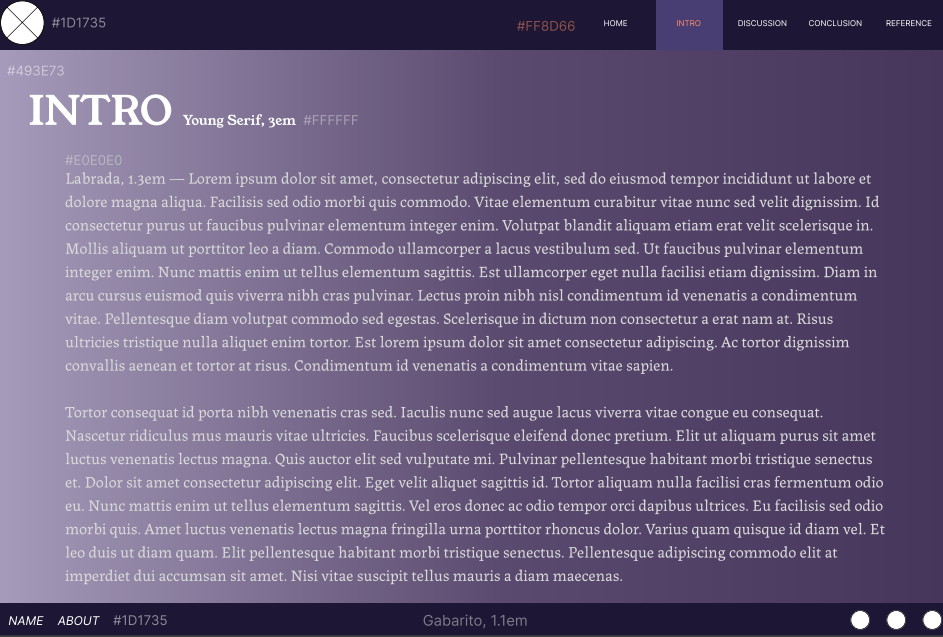 #1D1735
#FF8D66 HOME INTRO DISCUSSION CONCLUSION REFERENCE
#493E73
INTRO Young Serif, 3em #FFFFFF
#E0E0E0
Labrada, 1.3em — Lorem ipsum dolor sit amet, consectetur adipiscing elit, sed do eiusmod tempor incididunt ut labore et
dolore magna aliqua. Facilisis sed odio morbi quis commodo. Vitae elementum curabitur vitae nunc sed velit dignissim. Id
consectetur purus ut faucibus pulvinar elementum integer enim. Volutpat blandit aliquam etiam erat velit scelerisque in.
Mollis aliquam ut porttitor leo a diam. Commodo ullamcorper a lacus vestibulum sed. Ut faucibus pulvinar elementum
integer enim. Nunc mattis enim ut tellus elementum sagittis. Est ullamcorper eget nulla facilisi etiam dignissim. Diam in
arcu cursus euismod quis viverra nibh cras pulvinar. Lectus proin nibh nisl condimentum id venenatis a condimentum
vitae. Pellentesque diam volutpat commodo sed egestas. Scelerisque in dictum non consectetur a erat nam at. Risus
ultricies tristique nulla aliquet enim tortor. Est lorem ipsum dolor sit amet consectetur adipiscing. Ac tortor dignissim
convallis aenean et tortor at risus. Condimentum id venenatis a condimentum vitae sapien.
Tortor consequat id porta nibh venenatis cras sed. Iaculis nunc sed augue lacus viverra vitae congue eu consequat.
Nascetur ridiculus mus mauris vitae ultricies. Faucibus scelerisque eleifend donec pretium. Elit ut aliquam purus sit amet
luctus venenatis lectus magna. Quis auctor elit sed vulputate mi. Pulvinar pellentesque habitant morbi tristique senectus
et. Dolor sit amet consectetur adipiscing elit. Eget velit aliquet sagittis id. Tortor aliquam nulla facilisi cras fermentum odio
eu. Nunc mattis enim ut tellus elementum sagittis. Vel eros donec ac odio tempor orci dapibus ultrices. Eu facilisis sed odio
morbi quis. Amet luctus venenatis lectus magna fringilla urna porttitor rhoncus dolor. Varius quam quisque id diam vel. Et
leo duis ut diam quam. Elit pellentesque habitant morbi tristique senectus. Pellentesque adipiscing commodo elit at
imperdiet dui accumsan sit amet. Nisi vitae suscipit tellus mauris a diam maecenas.
NAME ABOUT #1D1735 Gabarito, 1.1em